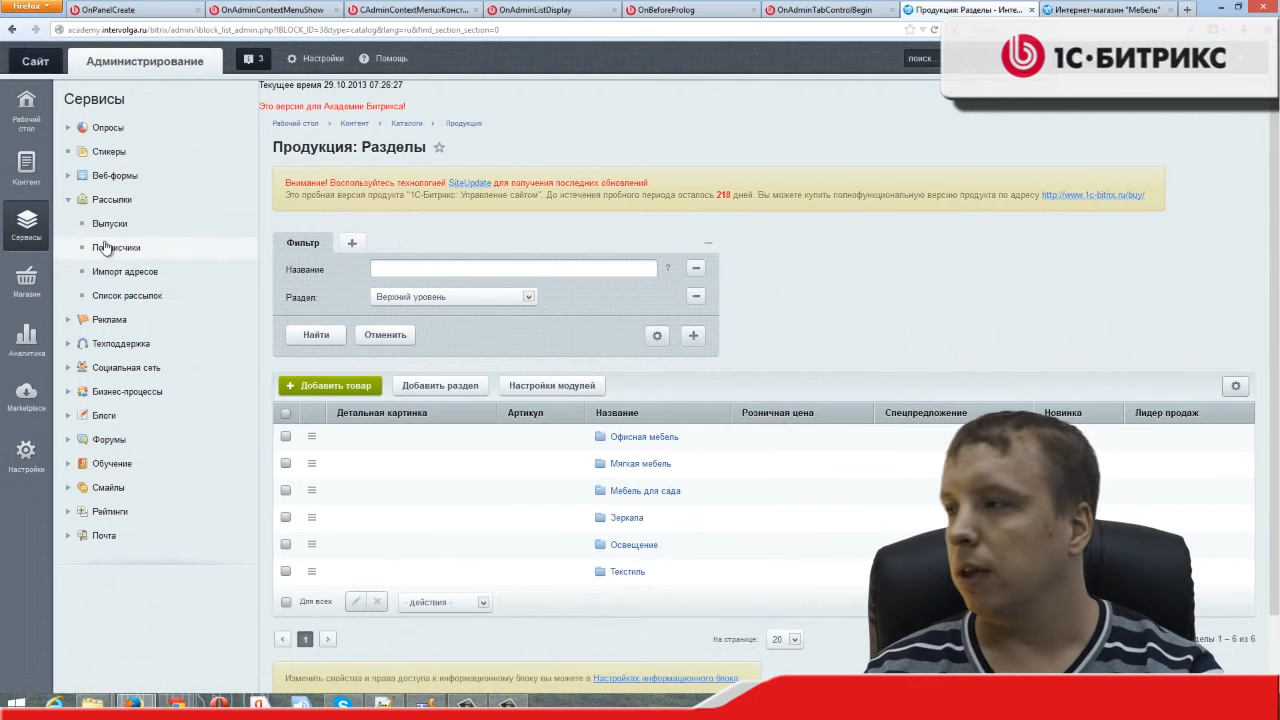 Firefox
OnPanelCreate
OnAdminContextMenuShow
CAdminContextMenu::Конст...
OnAdminListDisplay
OnBeforeProlog
OnAdminTabControlBegin
Продукция: Разделы - Инте...
Интернет-магазин "Мебель"
academy.intervolga.ru/bitrix/admin/iblock_list_admin.php?IBLOCK_ID=3&type=catalog&lang=ru&find_section_section=0
Сайт
Администрирование
3
Настройки
Помощь
поиск...
1С·БИТРИКС
Рабочий стол
Контент
Сервисы
Магазин
Аналитика
Marketplace
Настройки
Сервисы
Опросы
Стикеры
Веб-формы
Рассылки
Выпуски
Подписчики
Импорт адресов
Список рассылок
Реклама
Техподдержка
Социальная сеть
Бизнес-процессы
Блоги
Форумы
Обучение
Смайлы
Рейтинги
Почта
Текущее время 29.10.2013 07:26:27
Это версия для Академии Битрикса!
Рабочий стол Контент Каталоги Продукция
Продукция: Разделы
Внимание! Воспользуйтесь технологией SiteUpdate для получения последних обновлений.
Это пробная версия продукта "1С-Битрикс: Управление сайтом". До истечения пробного периода осталось 218 дней. Вы можете купить полнофункциональную версию продукта по адресу http://www.1c-bitrix.ru/buy/
Фильтр
Название
?
Раздел: Верхний уровень
Найти Отменить
Добавить товар Добавить раздел Настройки модулей
Детальная картинка Артикул Название Розничная цена Спецпредложение Новинка Лидер продаж
Офисная мебель
Мягкая мебель
Мебель для сада
Зеркала
Освещение
Текстиль
Для всех - действия -
1 На странице: 20 1 – 6 из 6
Изменить свойства и права доступа к информационному блоку вы можете в Настройках информационного блока